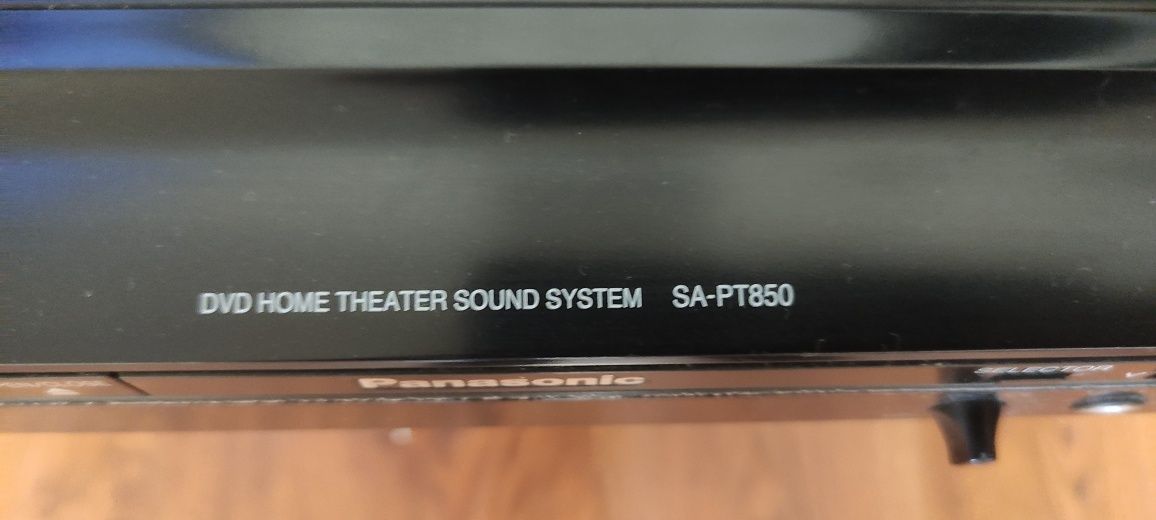 DVD HOME THEATER SOUND SYSTEM SA-PT850
Panasonic
SELECTOR